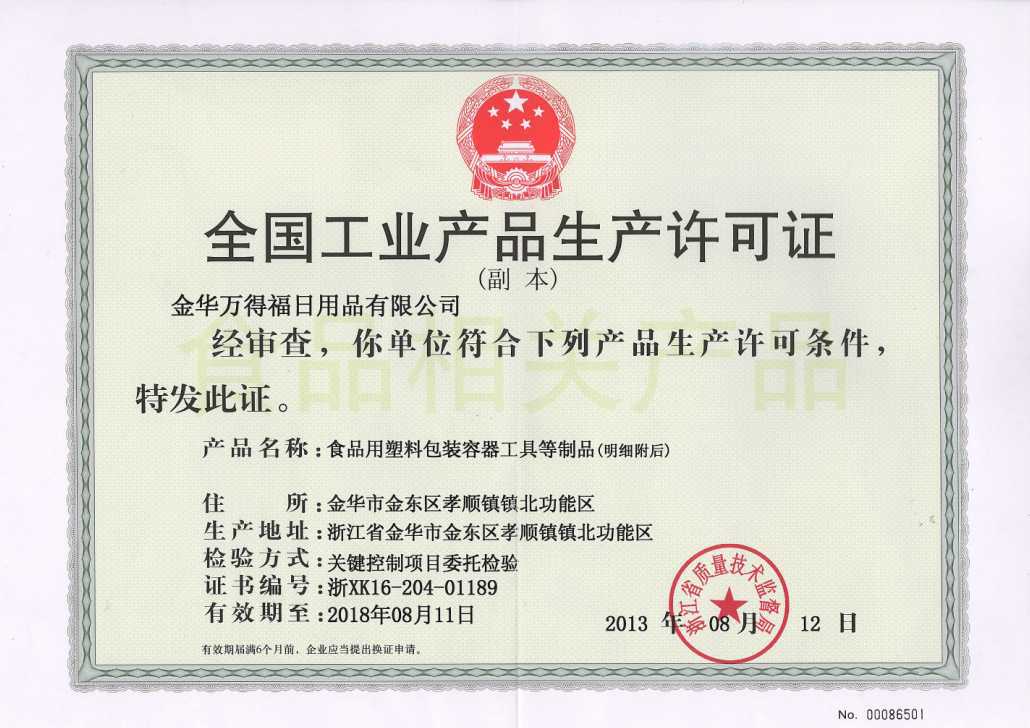 全国工业产品生产许可证
(副 本)
金华万得福日用品有限公司
经审查，你单位符合下列产品生产许可条件，
特发此证。
食品相关产品
产品名称：食品用塑料包装容器工具等制品(明细附后)
住 所：金华市金东区孝顺镇镇北功能区
生产地址：浙江省金华市金东区孝顺镇镇北功能区
检验方式：关键控制项目委托检验
证书编号：浙XK16-204-01189
有效期至：2018年08月11日
浙江省质量技术监督局
2013 年 08 月 12 日
有效期届满6个月前，企业应当提出换证申请。
No. 00086501